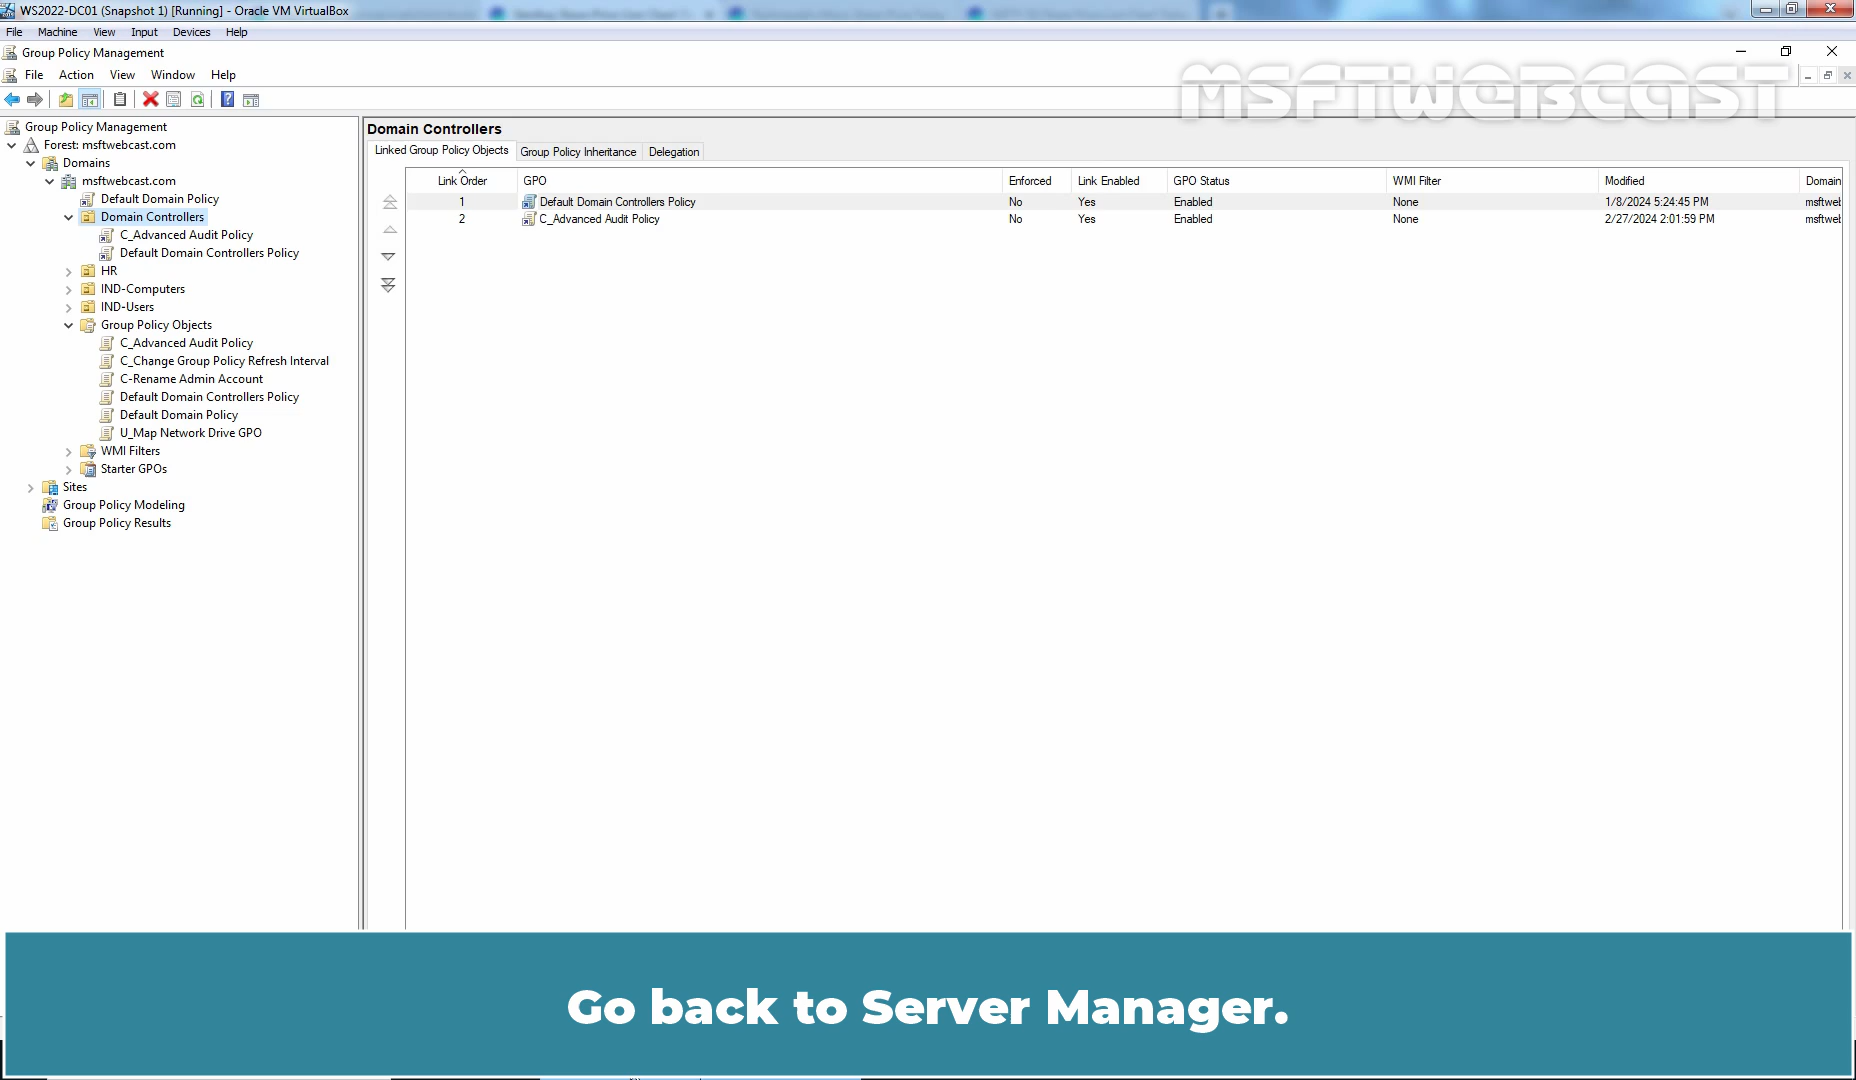 WS2022-DC01 (Snapshot 1) [Running] - Oracle VM VirtualBox
File Machine View Input Devices Help
Group Policy Management
File Action View Window Help
MSFTWEBCAST
Group Policy Management
Forest: msftwebcast.com
Domains
msftwebcast.com
Default Domain Policy
Domain Controllers
C_Advanced Audit Policy
Default Domain Controllers Policy
HR
IND-Computers
IND-Users
Group Policy Objects
C_Advanced Audit Policy
C_Change Group Policy Refresh Interval
C-Rename Admin Account
Default Domain Controllers Policy
Default Domain Policy
U_Map Network Drive GPO
WMI Filters
Starter GPOs
Sites
Group Policy Modeling
Group Policy Results
Domain Controllers
Linked Group Policy Objects Group Policy Inheritance Delegation
Link Order GPO Enforced Link Enabled GPO Status WMI Filter Modified Domain
1 Default Domain Controllers Policy No Yes Enabled None 1/8/2024 5:24:45 PM msftweb
2 C_Advanced Audit Policy No Yes Enabled None 2/27/2024 2:01:59 PM msftweb
Go back to Server Manager.